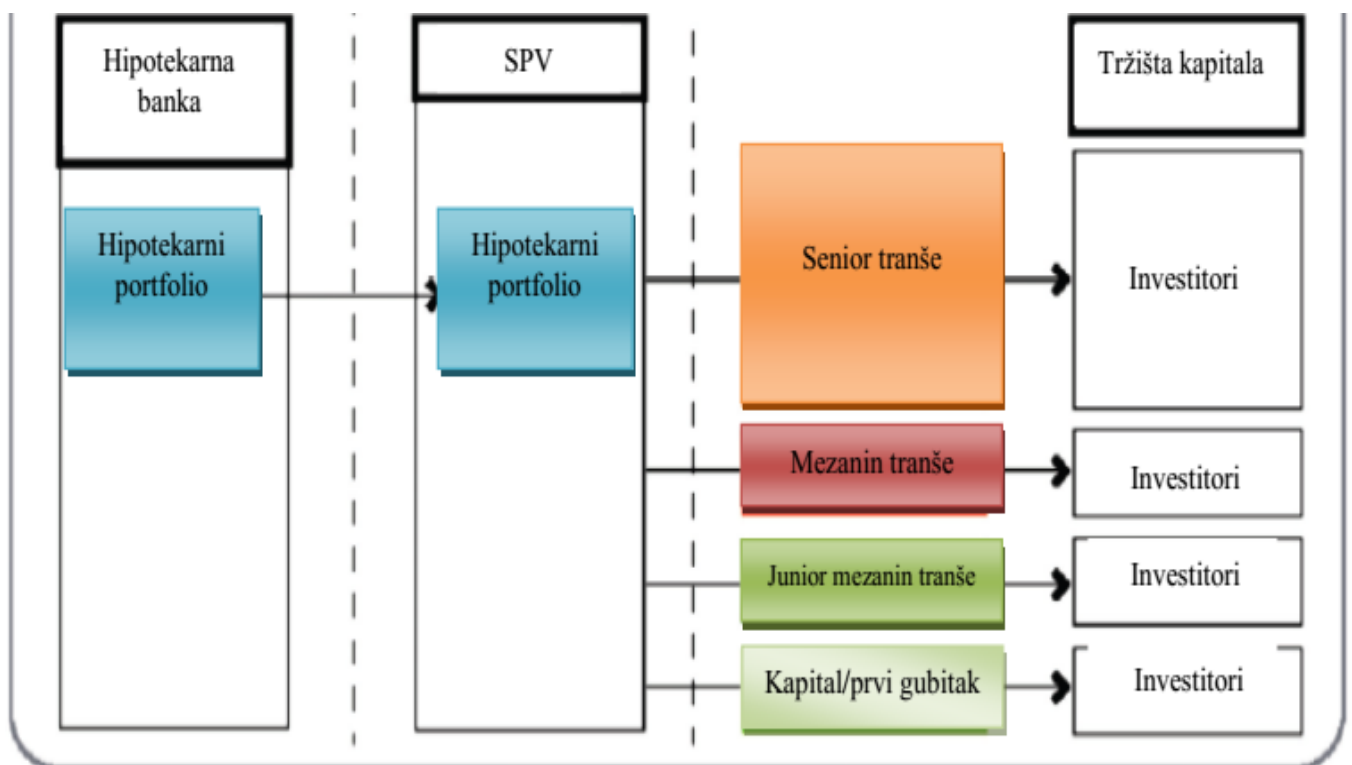 Hipotekarna
banka
SPV
Tržišta kapitala
Hipotekarni
portfolio
Hipotekarni
portfolio
Senior tranše
Investitori
Mezanin tranše
Investitori
Junior mezanin tranše
Investitori
Kapital/prvi gubitak
Investitori